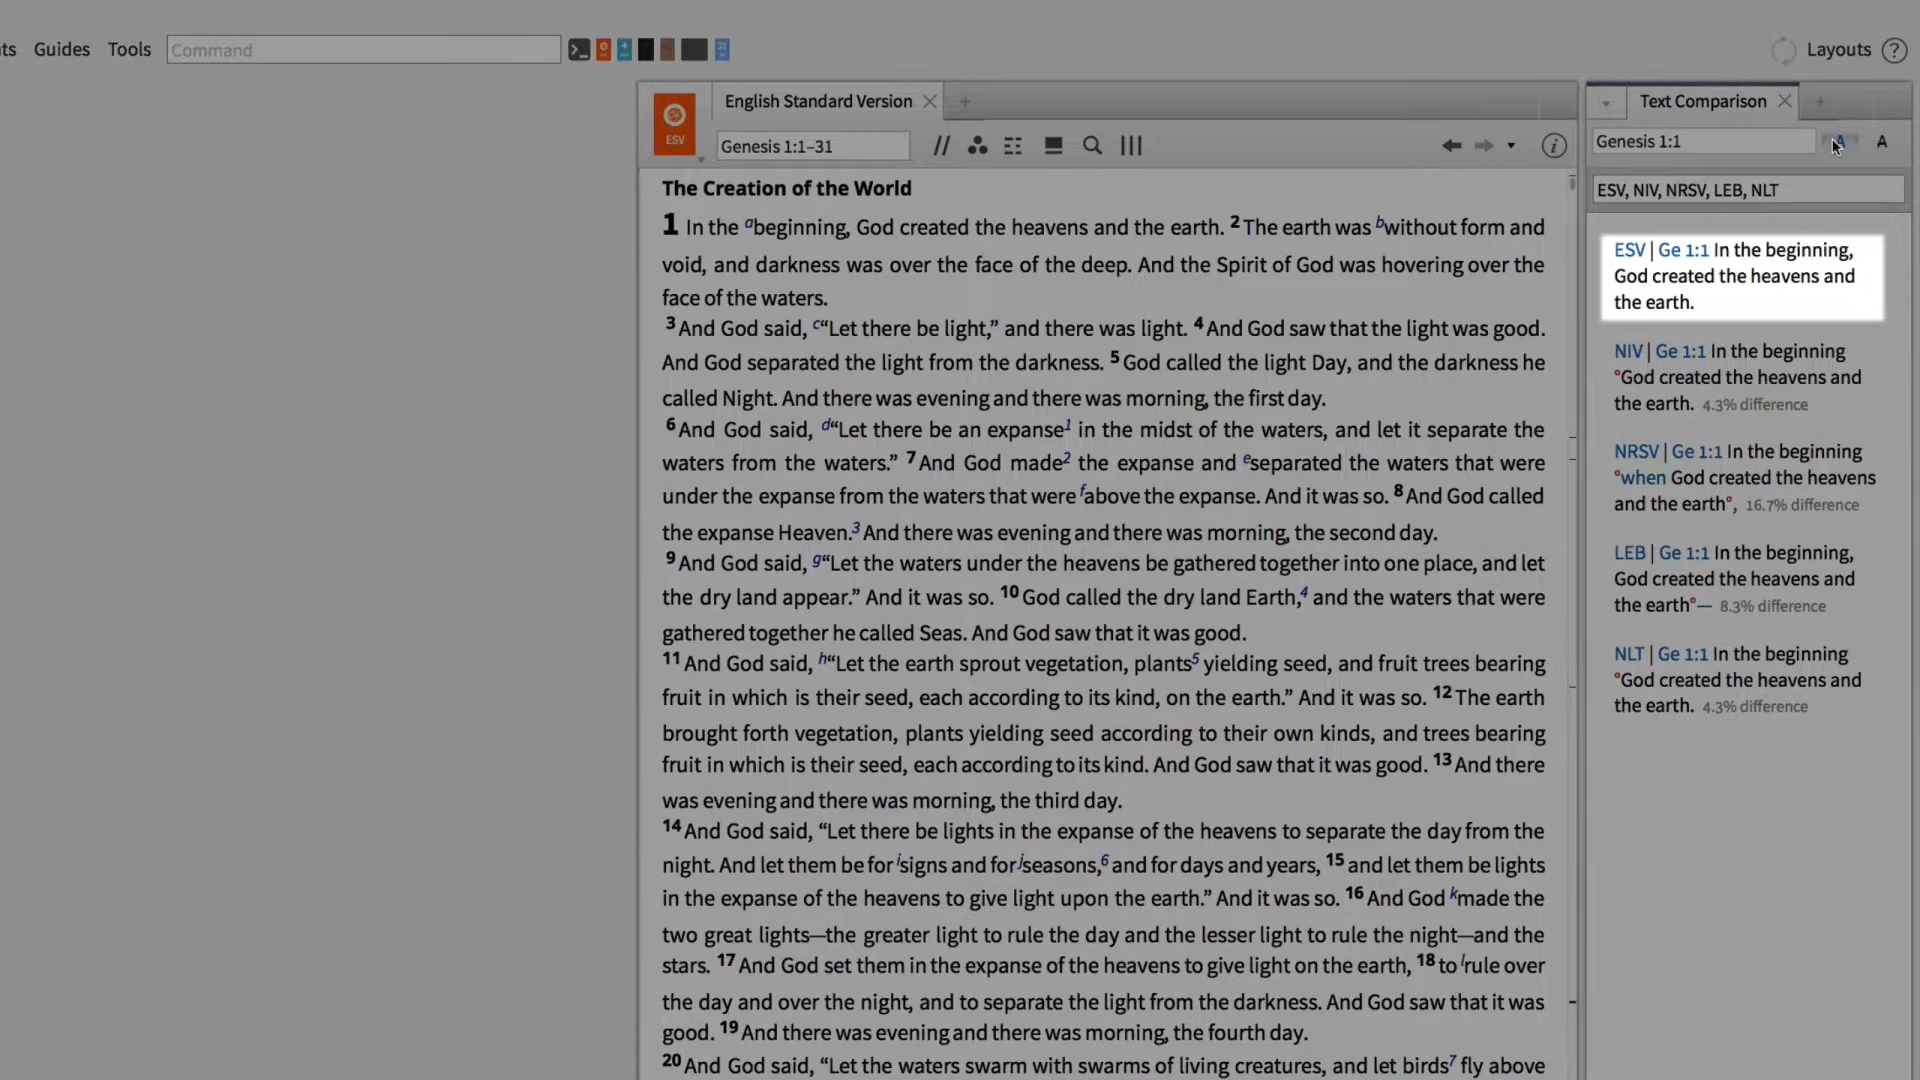 ts Guides Tools Command Layouts ?
English Standard Version
ESV
Genesis 1:1–31
The Creation of the World
1 In the a beginning, God created the heavens and the earth. 2 The earth was b without form and
void, and darkness was over the face of the deep. And the Spirit of God was hovering over the
face of the waters.
3 And God said, c “Let there be light,” and there was light. 4 And God saw that the light was good.
And God separated the light from the darkness. 5 God called the light Day, and the darkness he
called Night. And there was evening and there was morning, the first day.
6 And God said, d “Let there be an expanse1 in the midst of the waters, and let it separate the
waters from the waters.” 7 And God made2 the expanse and e separated the waters that were
under the expanse from the waters that were f above the expanse. And it was so. 8 And God called
the expanse Heaven.3 And there was evening and there was morning, the second day.
9 And God said, g “Let the waters under the heavens be gathered together into one place, and let
the dry land appear.” And it was so. 10 God called the dry land Earth,4 and the waters that were
gathered together he called Seas. And God saw that it was good.
11 And God said, h “Let the earth sprout vegetation, plants5 yielding seed, and fruit trees bearing
fruit in which is their seed, each according to its kind, on the earth.” And it was so. 12 The earth
brought forth vegetation, plants yielding seed according to their own kinds, and trees bearing
fruit in which is their seed, each according to its kind. And God saw that it was good. 13 And there
was evening and there was morning, the third day.
14 And God said, “Let there be lights in the expanse of the heavens to separate the day from the
night. And let them be for i signs and for j seasons,6 and for days and years, 15 and let them be lights
in the expanse of the heavens to give light upon the earth.” And it was so. 16 And God k made the
two great lights—the greater light to rule the day and the lesser light to rule the night—and the
stars. 17 And God set them in the expanse of the heavens to give light on the earth, 18 to l rule over
the day and over the night, and to separate the light from the darkness. And God saw that it was
good. 19 And there was evening and there was morning, the fourth day.
20 And God said, “Let the waters swarm with swarms of living creatures, and let birds7 fly above
Text Comparison
Genesis 1:1 A A
ESV, NIV, NRSV, LEB, NLT
ESV | Ge 1:1 In the beginning,
God created the heavens and
the earth.
NIV | Ge 1:1 In the beginning
°God created the heavens and
the earth. 4.3% difference
NRSV | Ge 1:1 In the beginning
°when God created the heavens
and the earth°, 16.7% difference
LEB | Ge 1:1 In the beginning,
God created the heavens and
the earth°— 8.3% difference
NLT | Ge 1:1 In the beginning
°God created the heavens and
the earth. 4.3% difference